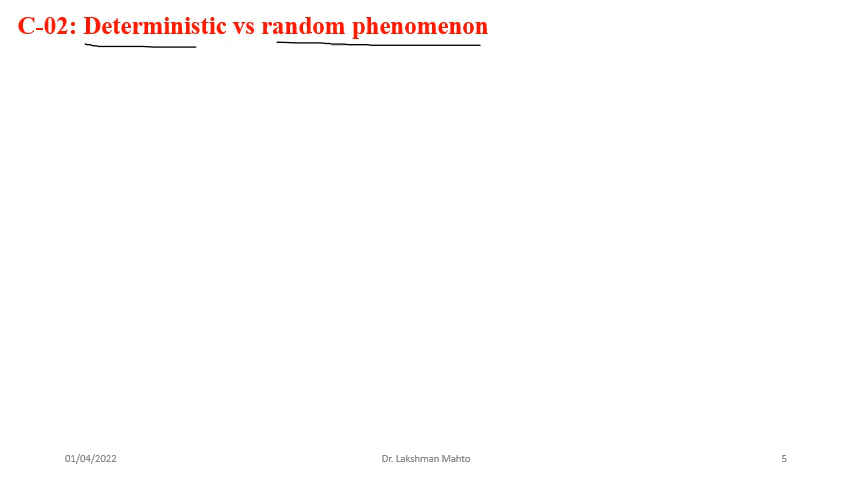 C-02: Deterministic vs random phenomenon
01/04/2022 Dr. Lakshman Mahto 5